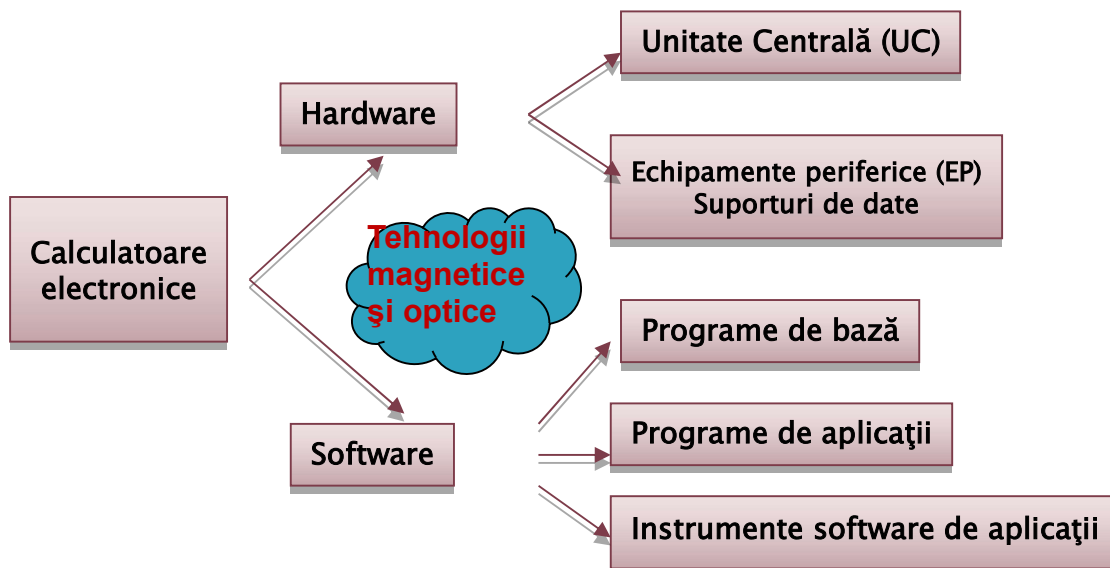 Unitate Centrală (UC)
Hardware
Echipamente periferice (EP)
Suporturi de date
Calculatoare
electronice
Tehnologii
magnetice
şi optice
Programe de bază
Programe de aplicaţii
Software
Instrumente software de aplicaţii